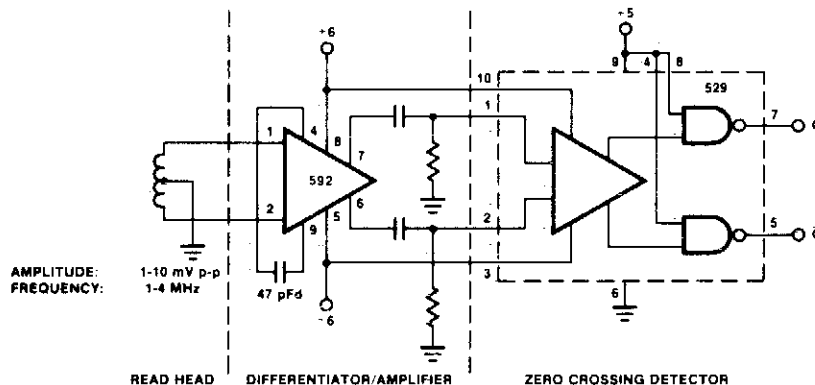 +5
+6
9 4 8
10
529
1
1 4 8
7
7
592
6
2 5
2
9
5
3
6
AMPLITUDE: 1-10 mV p-p
FREQUENCY: 1-4 MHz
47 pFd
-6
READ HEAD
DIFFERENTIATOR/AMPLIFIER
ZERO CROSSING DETECTOR